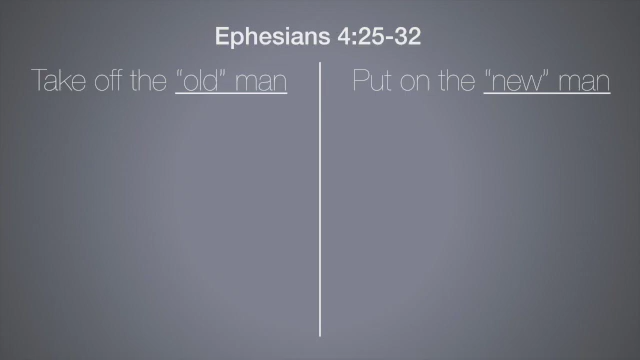 Ephesians 4:25-32
Take off the “old” man
Put on the “new” man